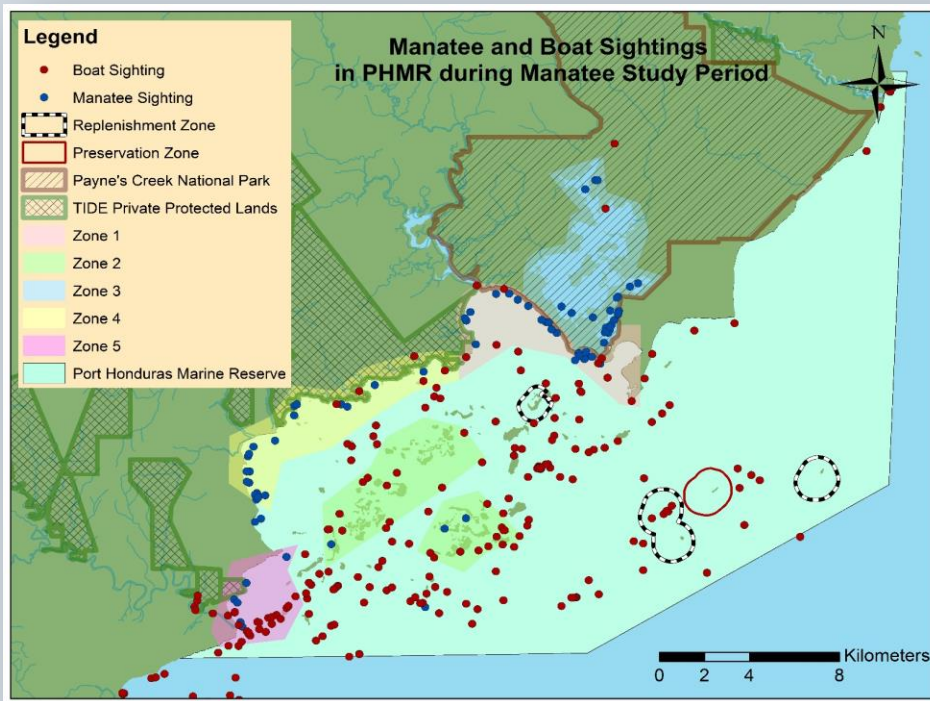 Manatee and Boat Sightings
in PHMR during Manatee Study Period
N
Legend
Boat Sighting
Manatee Sighting
Replenishment Zone
Preservation Zone
Payne's Creek National Park
TIDE Private Protected Lands
Zone 1
Zone 2
Zone 3
Zone 4
Zone 5
Port Honduras Marine Reserve
Kilometers
0 2 4 8